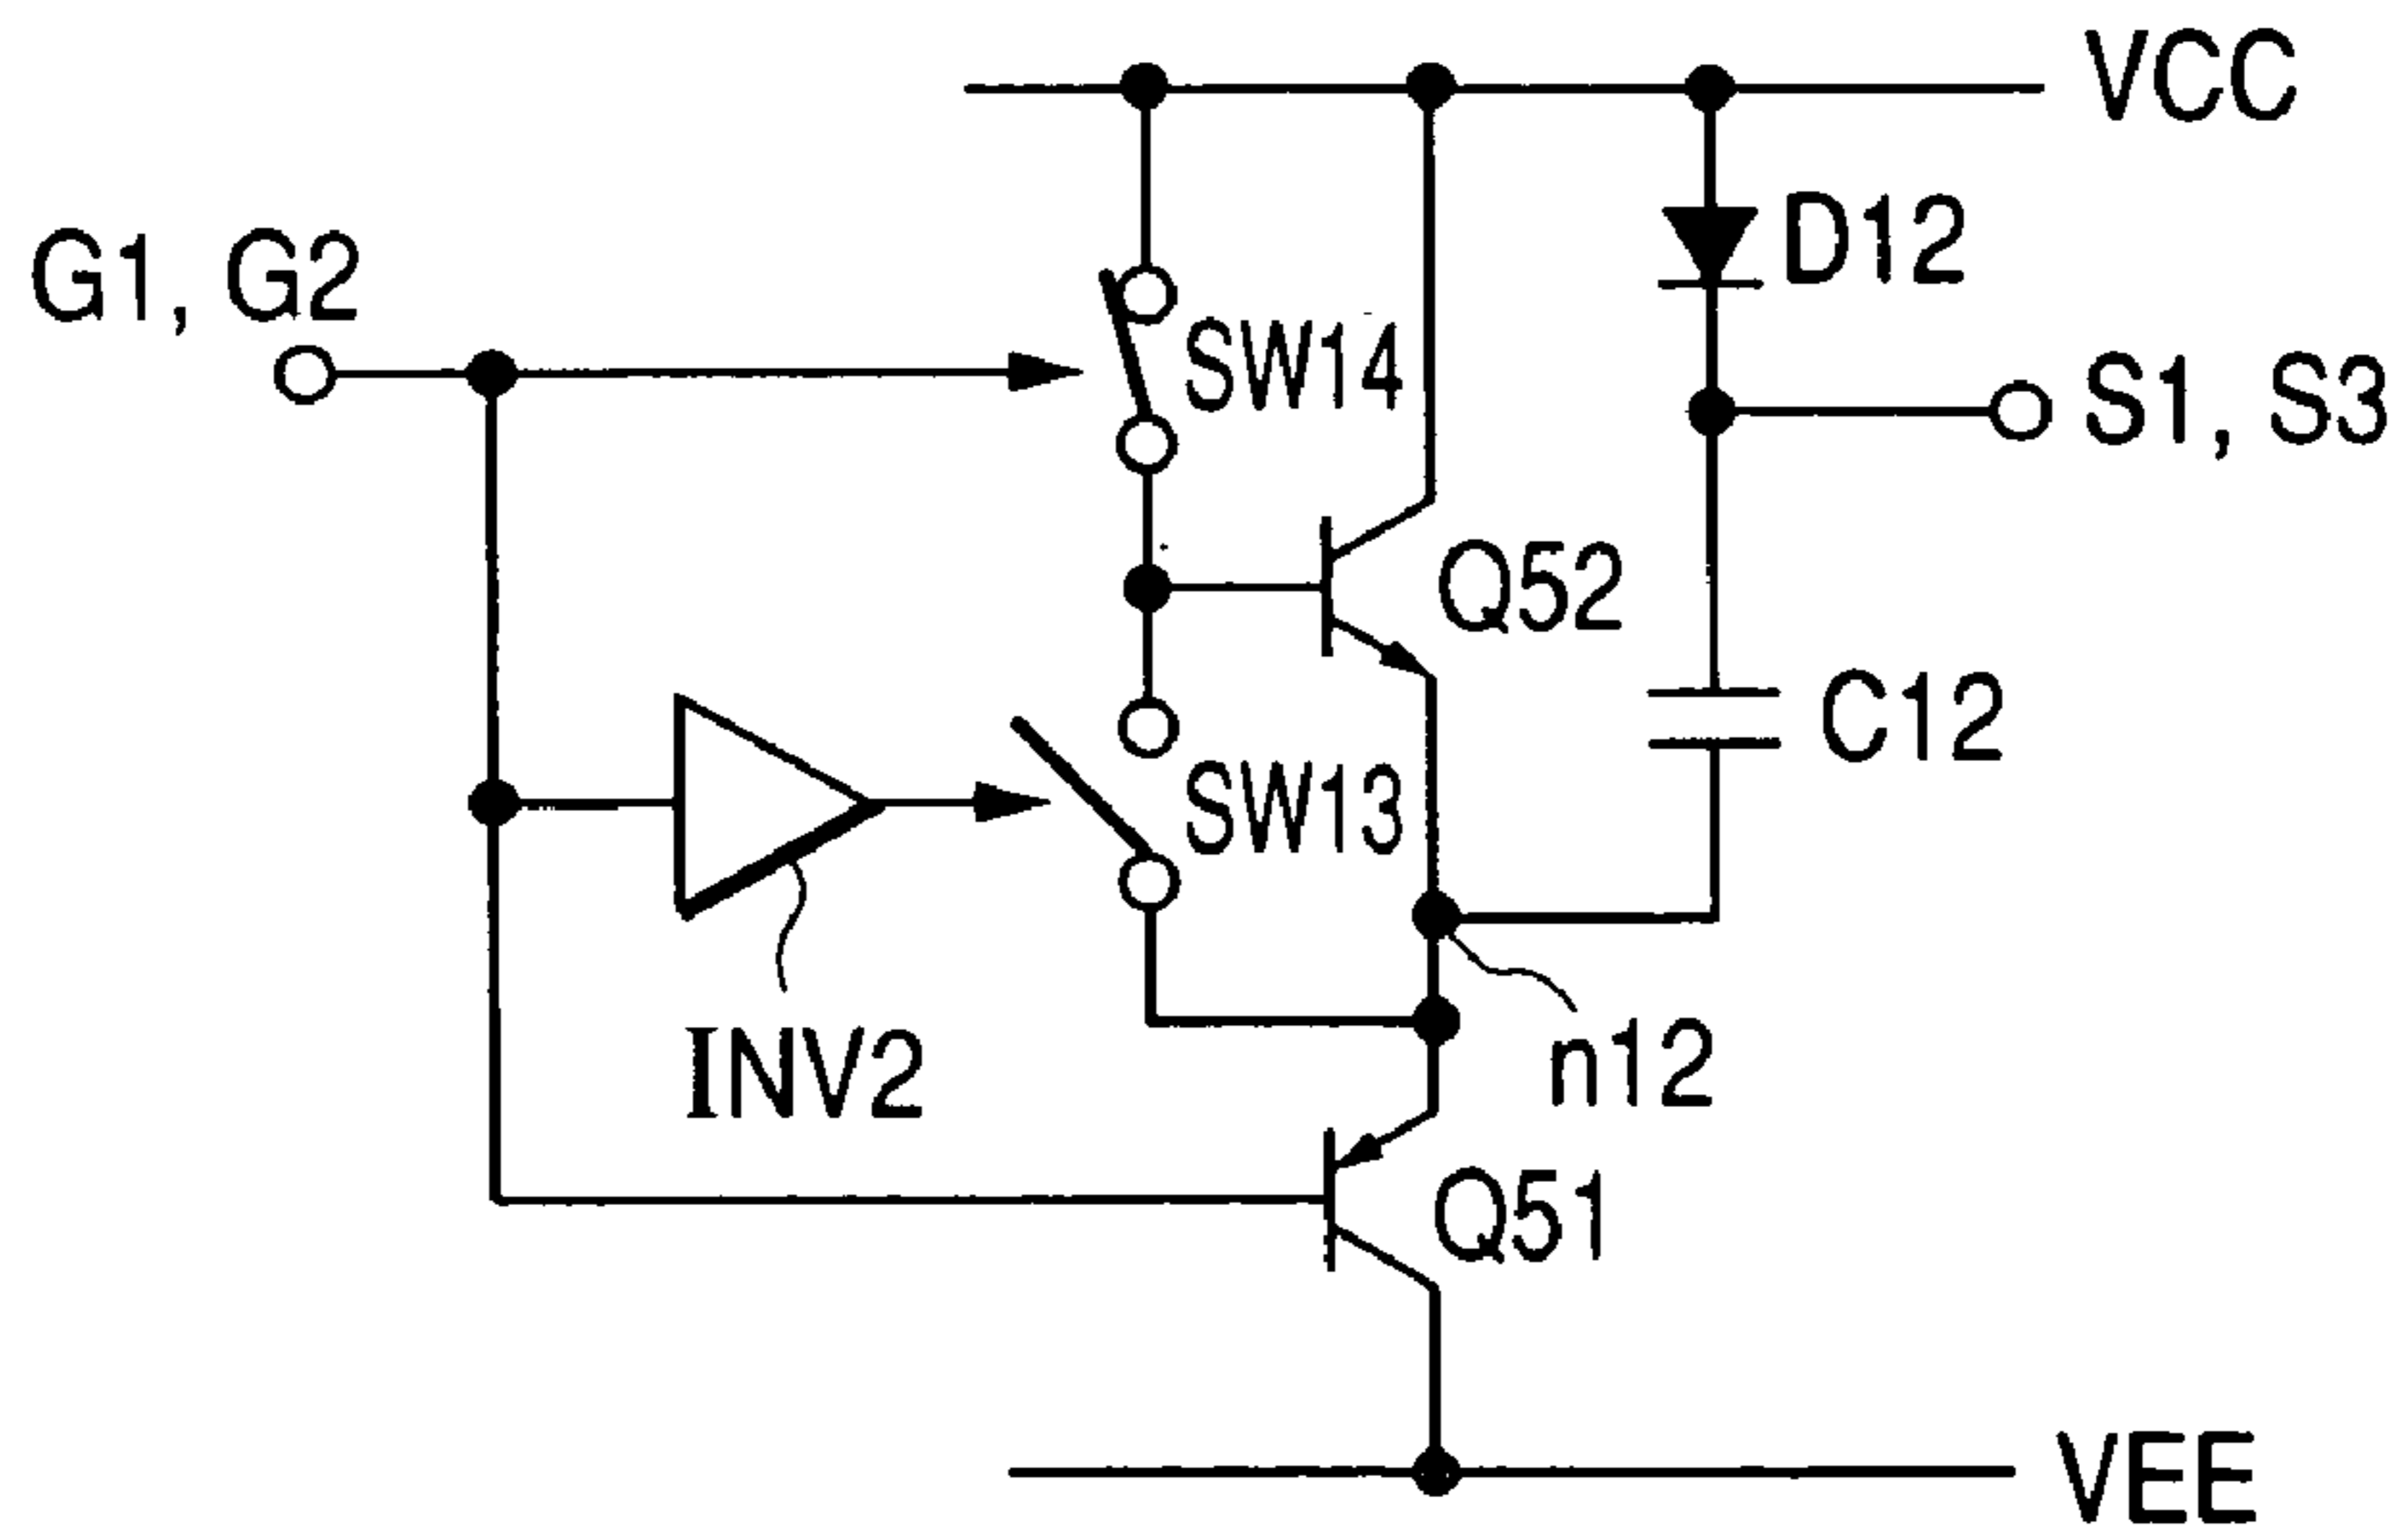 VCC
G1, G2
D12
SW14
S1, S3
Q52
C12
SW13
INV2
n12
Q51
VEE